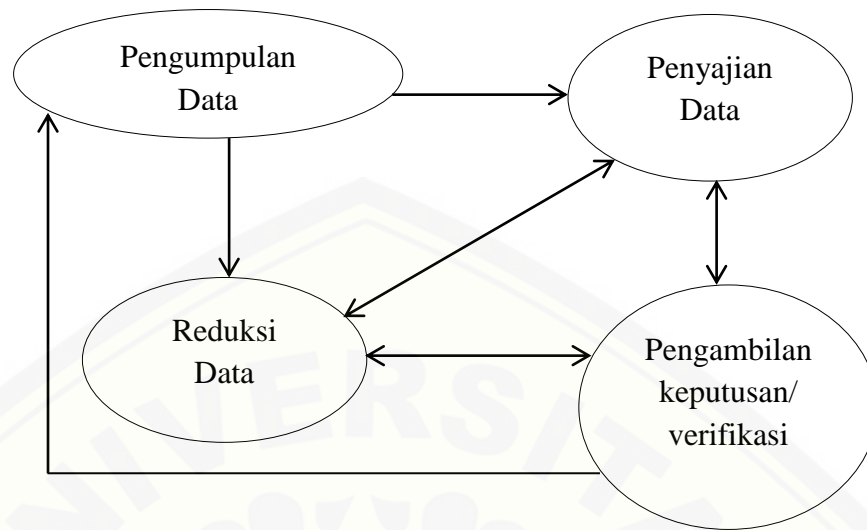 Pengumpulan
Data
Penyajian
Data
Reduksi
Data
Pengambilan
keputusan/
verifikasi